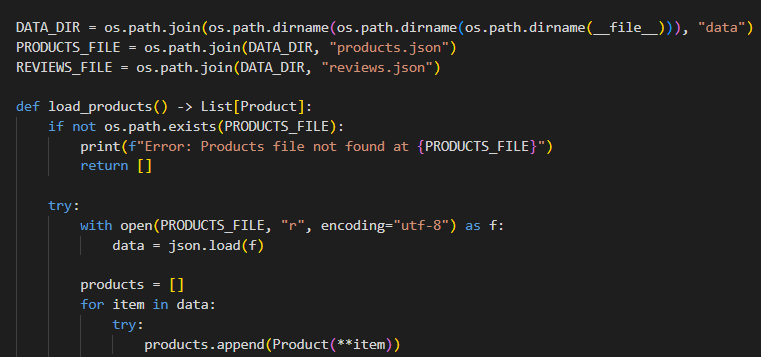 DATA_DIR = os.path.join(os.path.dirname(os.path.dirname(os.path.dirname(__file__))), "data")
PRODUCTS_FILE = os.path.join(DATA_DIR, "products.json")
REVIEWS_FILE = os.path.join(DATA_DIR, "reviews.json")

def load_products() -> List[Product]:
    if not os.path.exists(PRODUCTS_FILE):
        print(f"Error: Products file not found at {PRODUCTS_FILE}")
        return []

    try:
        with open(PRODUCTS_FILE, "r", encoding="utf-8") as f:
            data = json.load(f)

        products = []
        for item in data:
            try:
                products.append(Product(**item))